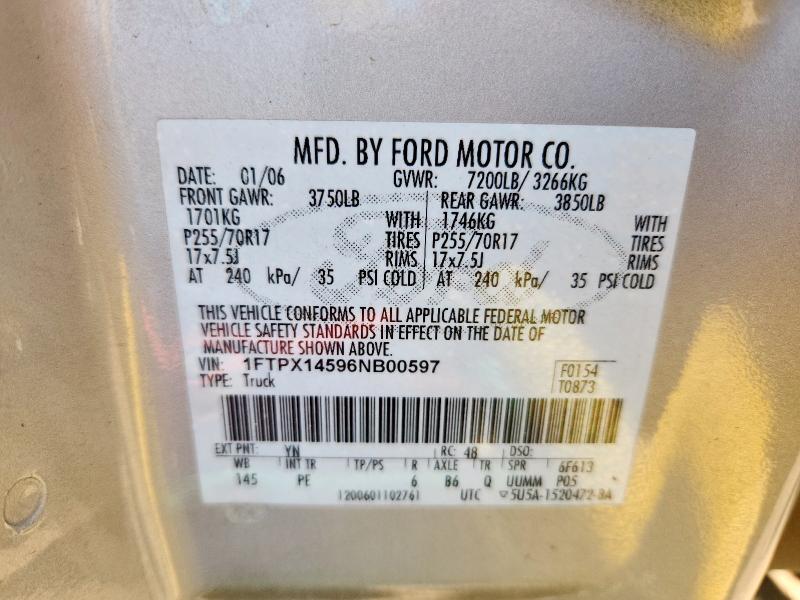 MFD. BY FORD MOTOR CO.
DATE: 01/06 GVWR: 7200LB/ 3266KG
FRONT GAWR: 3750LB REAR GAWR: 3850LB
1701KG WITH 1746KG WITH
P255/70R17 TIRES P255/70R17 TIRES
17x7.5J RIMS 17x7.5J RIMS
AT 240 kPa/ 35 PSI COLD AT 240 kPa/ 35 PSI COLD
THIS VEHICLE CONFORMS TO ALL APPLICABLE FEDERAL MOTOR
VEHICLE SAFETY STANDARDS IN EFFECT ON THE DATE OF
MANUFACTURE SHOWN ABOVE.
VIN: 1FTPX14596NB00597 F0154
TYPE: Truck T0873
EXT PNT: YN RC: 48 DSO:
WB INT TR TP/PS R AXLE TR SPR 6F613
145 PE 6 B6 Q UUMM P05
1200601102761 UTC 5U5A-1520472-BA